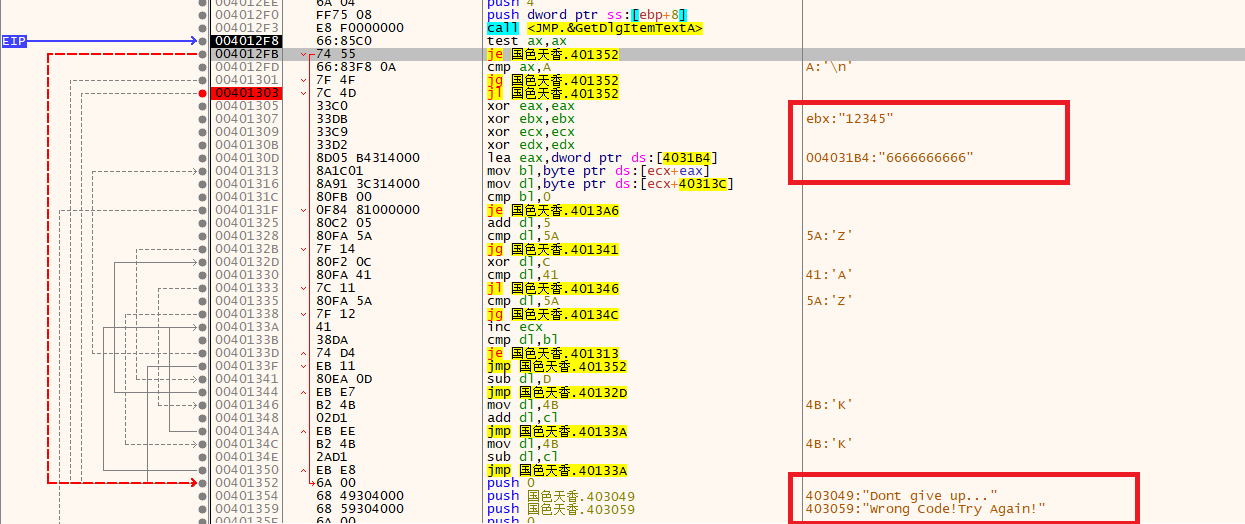 004012EE 6A 04 push 4
004012F0 FF75 08 push dword ptr ss:[ebp+8]
004012F3 E8 F0000000 call <JMP.&GetDlgItemTextA>
EIP 004012F8 66:85C0 test ax,ax
004012FB 74 55 je 国色天香.401352
004012FD 66:83F8 0A cmp ax,A A:'\n'
00401301 7F 4F jg 国色天香.401352
00401303 7C 4D jl 国色天香.401352
00401305 33C0 xor eax,eax
00401307 33DB xor ebx,ebx ebx:"12345"
00401309 33C9 xor ecx,ecx
0040130B 33D2 xor edx,edx
0040130D 8D05 B4314000 lea eax,dword ptr ds:[4031B4] 004031B4:"6666666666"
00401313 8A1C01 mov bl,byte ptr ds:[ecx+eax]
00401316 8A91 3C314000 mov dl,byte ptr ds:[ecx+40313C]
0040131C 80FB 00 cmp bl,0
0040131F 0F84 81000000 je 国色天香.4013A6
00401325 80C2 05 add dl,5
00401328 80FA 5A cmp dl,5A 5A:'Z'
0040132B 7F 14 jg 国色天香.401341
0040132D 80F2 0C xor dl,C
00401330 80FA 41 cmp dl,41 41:'A'
00401333 7C 11 jl 国色天香.401346
00401335 80FA 5A cmp dl,5A 5A:'Z'
00401338 7F 12 jg 国色天香.40134C
0040133A 41 inc ecx
0040133B 38DA cmp dl,bl
0040133D 74 D4 je 国色天香.401313
0040133F EB 11 jmp 国色天香.401352
00401341 80EA 0D sub dl,D
00401344 EB E7 jmp 国色天香.40132D
00401346 B2 4B mov dl,4B 4B:'K'
00401348 02D1 add dl,cl
0040134A EB EE jmp 国色天香.40133A
0040134C B2 4B mov dl,4B 4B:'K'
0040134E 2AD1 sub dl,cl
00401350 EB E8 jmp 国色天香.40133A
00401352 6A 00 push 0
00401354 68 49304000 push 国色天香.403049 403049:"Dont give up..."
00401359 68 59304000 push 国色天香.403059 403059:"Wrong Code!Try Again!"
0040135E 6A 00 push 0